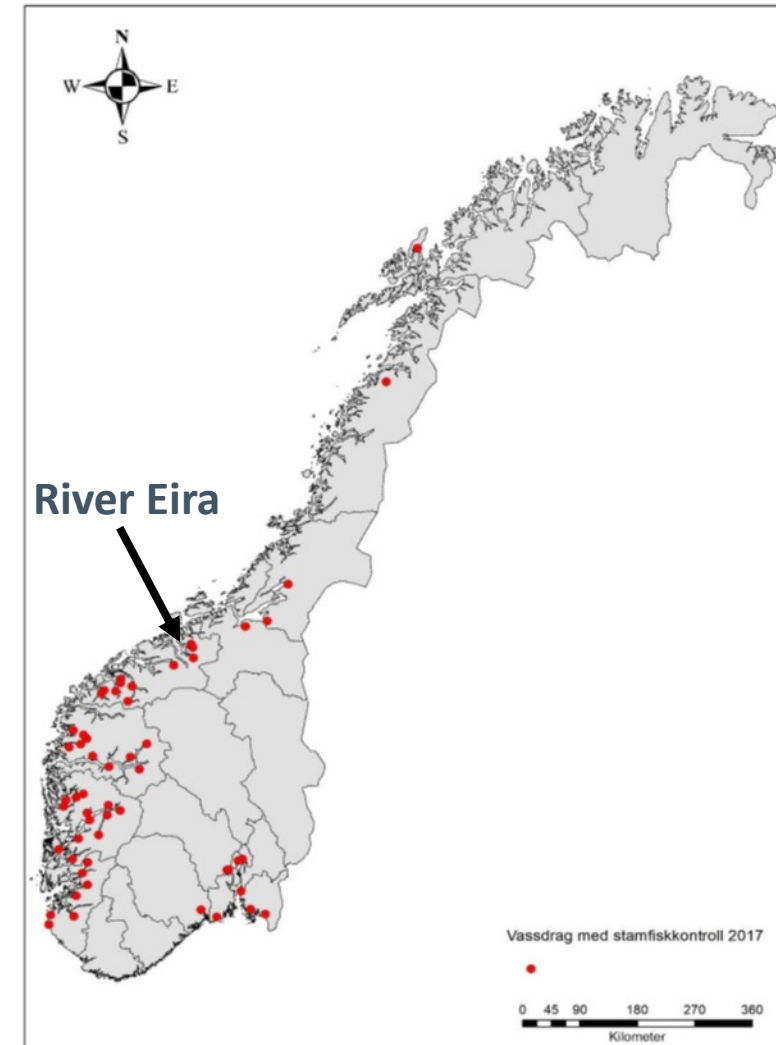 N
W E
S
River Eira
Vassdrag med stamfiskkontroll 2017
0 45 90 180 270 360
Kilometer